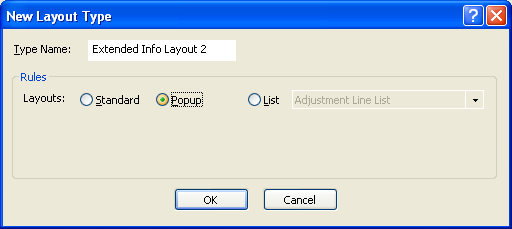 New Layout Type
Type Name: Extended Info Layout 2
Rules
Layouts: Standard Popup List Adjustment Line List
OK Cancel